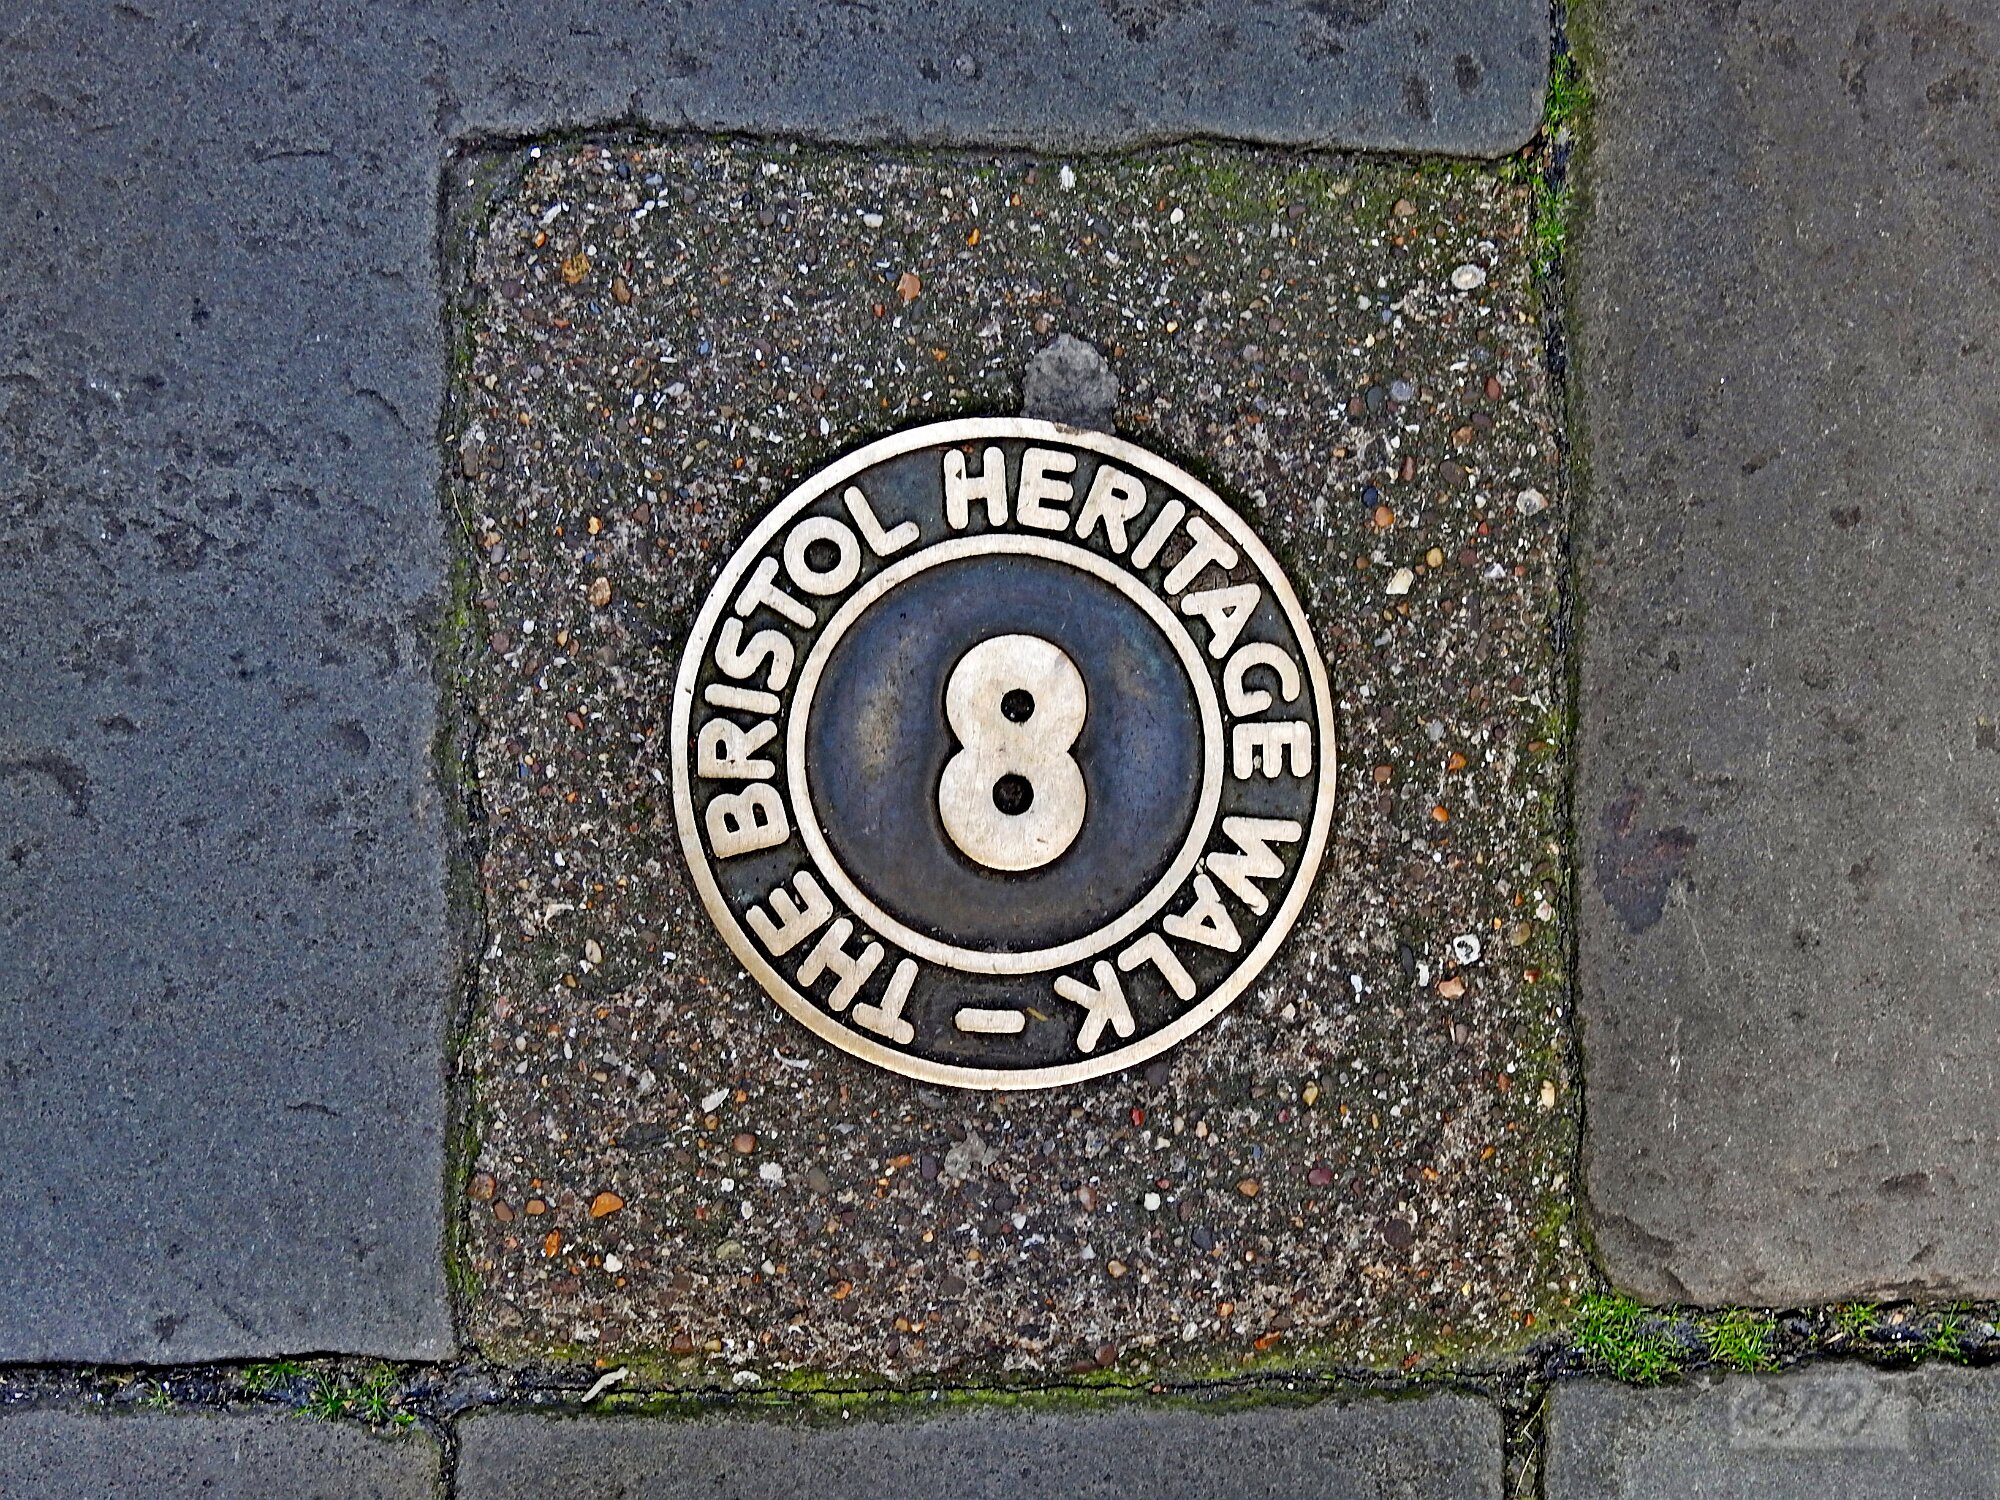 THE BRISTOL HERITAGE WALK -
8